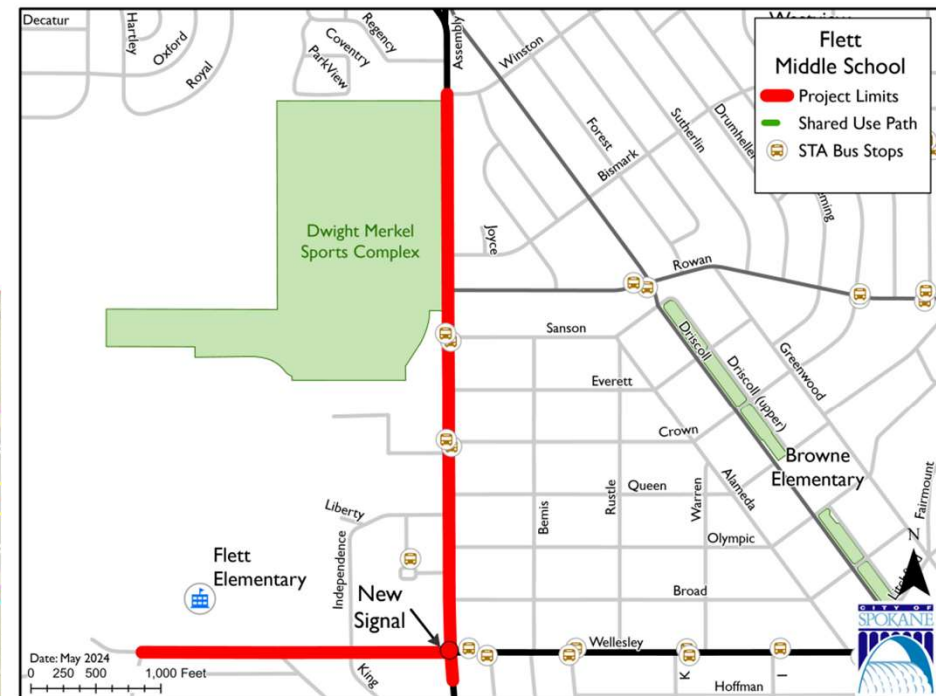 Decatur
Hartley
Oxford
Royal
Regency
Coventry
ParkView
Assembly
Winston
Flett
Middle School
Project Limits
Shared Use Path
STA Bus Stops
Forest
Bismark
Sutherlin
Drumheller
Dwight Merkel
Sports Complex
Joyce
Rowan
Sanson
Driscoll
Driscoll (upper)
Greenwood
Everett
Crown
Browne
Elementary
Alameda
Fairmount
Queen
Bemis
Rustle
Warren
Olympic
Liberty
Independence
N
Flett
Elementary
Broad
New
Signal
CITY OF
SPOKANE
Wellesley
Date: May 2024
0 250 500 1,000 Feet
King
K
I
Hoffman